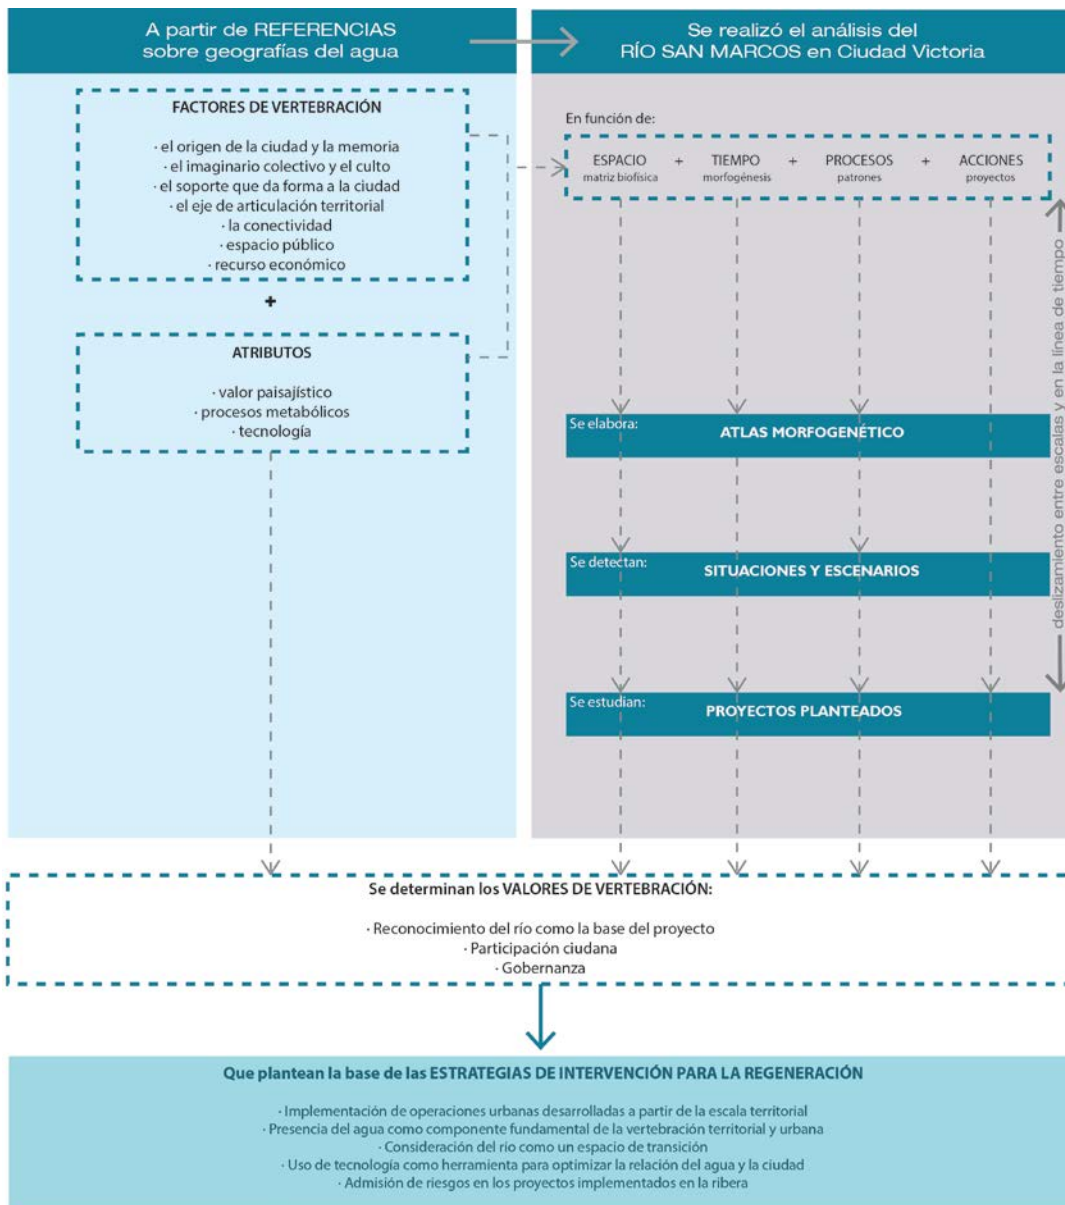 A partir de REFERENCIAS
sobre geografías del agua
Se realizó el análisis del
RÍO SAN MARCOS en Ciudad Victoria
FACTORES DE VERTEBRACIÓN
· el origen de la ciudad y la memoria
· el imaginario colectivo y el culto
· el soporte que da forma a la ciudad
· el eje de articulación territorial
· la conectividad
· espacio público
· recurso económico
+
ATRIBUTOS
· valor paisajístico
· procesos metabólicos
· tecnología
En función de:
ESPACIO + TIEMPO + PROCESOS + ACCIONES
matriz biofísica morfogénesis patrones proyectos
Se elabora: ATLAS MORFOGENÉTICO
Se detectan: SITUACIONES Y ESCENARIOS
Se estudian: PROYECTOS PLANTEADOS
deslizamiento entre escalas y en la línea de tiempo
Se determinan los VALORES DE VERTEBRACIÓN:
· Reconocimiento del río como la base del proyecto
· Participación ciudana
· Gobernanza
Que plantean la base de las ESTRATEGIAS DE INTERVENCIÓN PARA LA REGENERACIÓN
· Implementación de operaciones urbanas desarrolladas a partir de la escala territorial
· Presencia del agua como componente fundamental de la vertebración territorial y urbana
· Consideración del río como un espacio de transición
· Uso de tecnología como herramienta para optimizar la relación del agua y la ciudad
· Admisión de riesgos en los proyectos implementados en la ribera